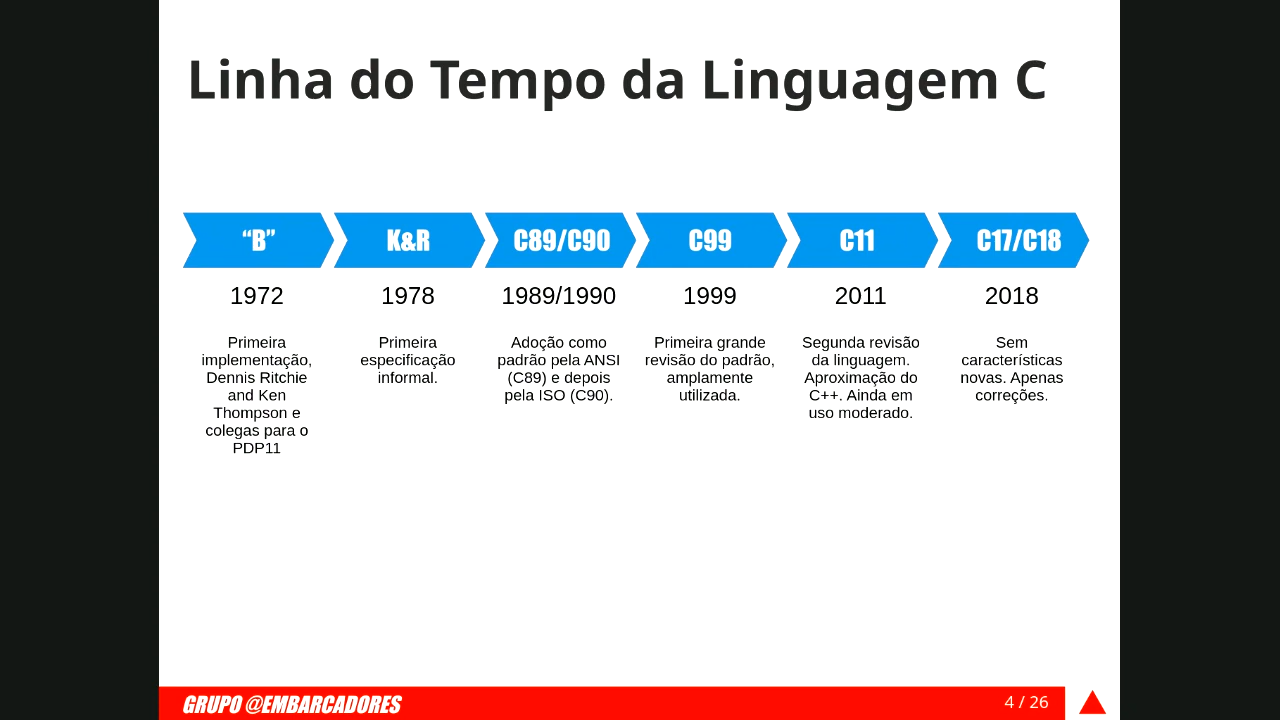 Linha do Tempo da Linguagem C
“B”
K&R
C89/C90
C99
C11
C17/C18
1972
1978
1989/1990
1999
2011
2018
Primeira
implementação,
Dennis Ritchie
and Ken
Thompson e
colegas para o
PDP11
Primeira
especificação
informal.
Adoção como
padrão pela ANSI
(C89) e depois
pela ISO (C90).
Primeira grande
revisão do padrão,
amplamente
utilizada.
Segunda revisão
da linguagem.
Aproximação do
C++. Ainda em
uso moderado.
Sem
características
novas. Apenas
correções.
GRUPO @EMBARCADORES
4 / 26